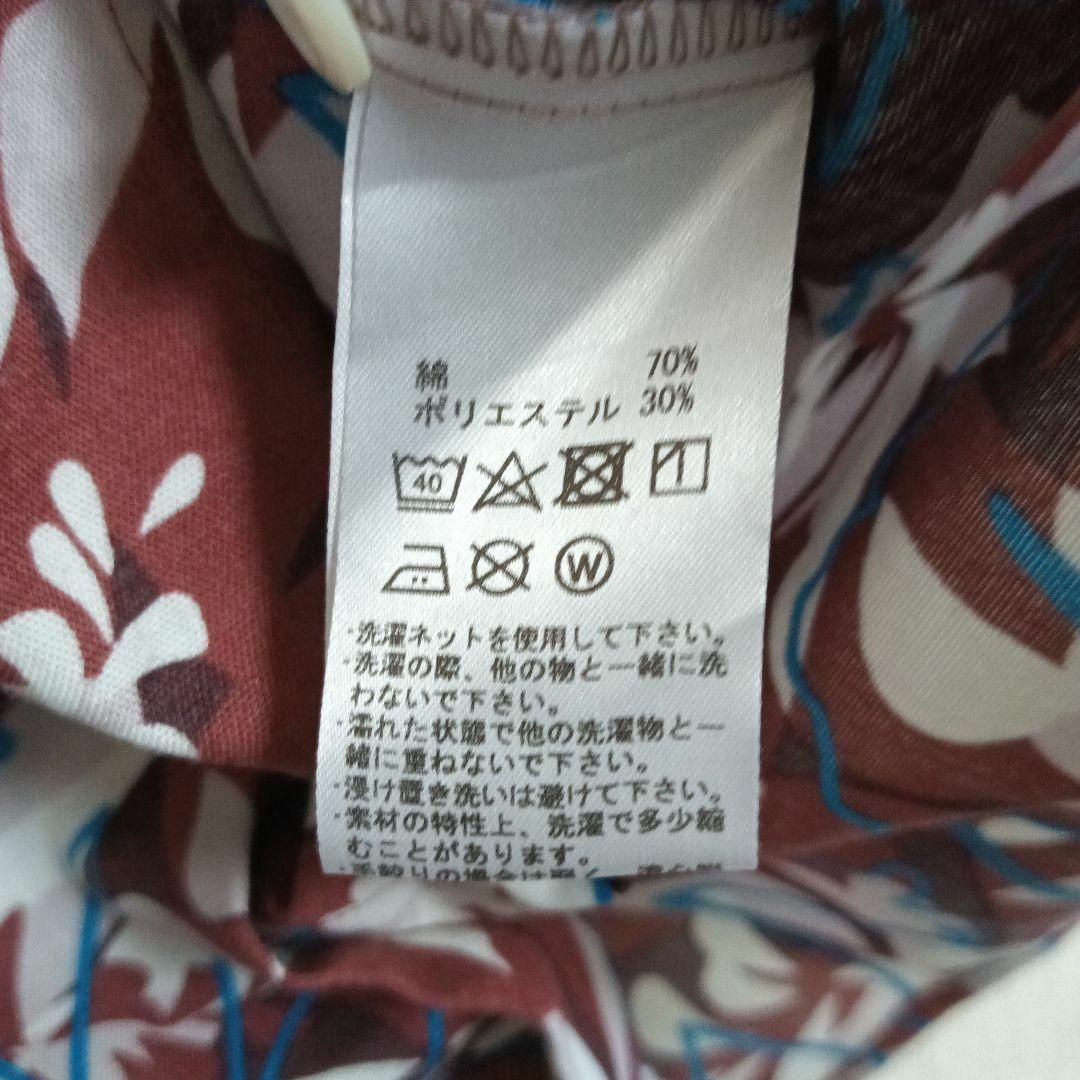 綿 70%
ポリエステル 30%
40
W
・洗濯ネットを使用して下さい。
・洗濯の際、他の物と一緒に洗
わないで下さい。
・濡れた状態で他の洗濯物と一
緒に重ねないで下さい。
・浸け置き洗いは避けて下さい。
・素材の特性上、洗濯で多少縮
むことがあります。